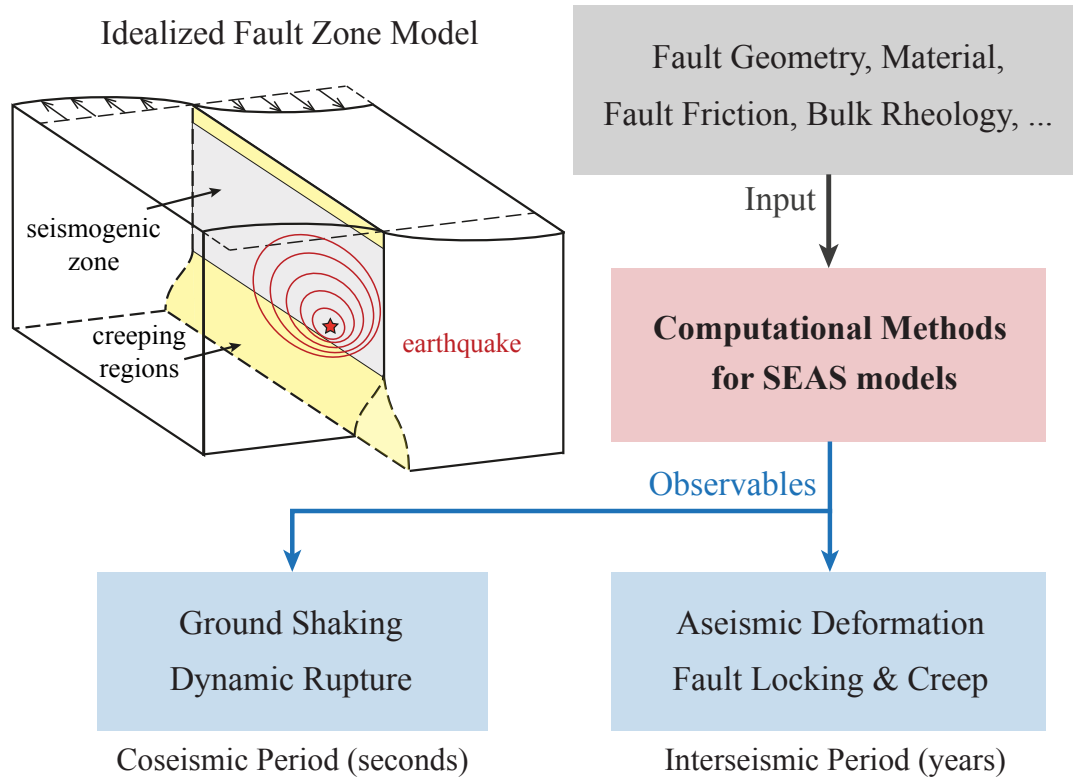 Idealized Fault Zone Model
seismogenic
zone
creeping
regions
earthquake
Fault Geometry, Material,
Fault Friction, Bulk Rheology, ...
Input
Computational Methods
for SEAS models
Observables
Ground Shaking
Dynamic Rupture
Coseismic Period (seconds)
Aseismic Deformation
Fault Locking & Creep
Interseismic Period (years)